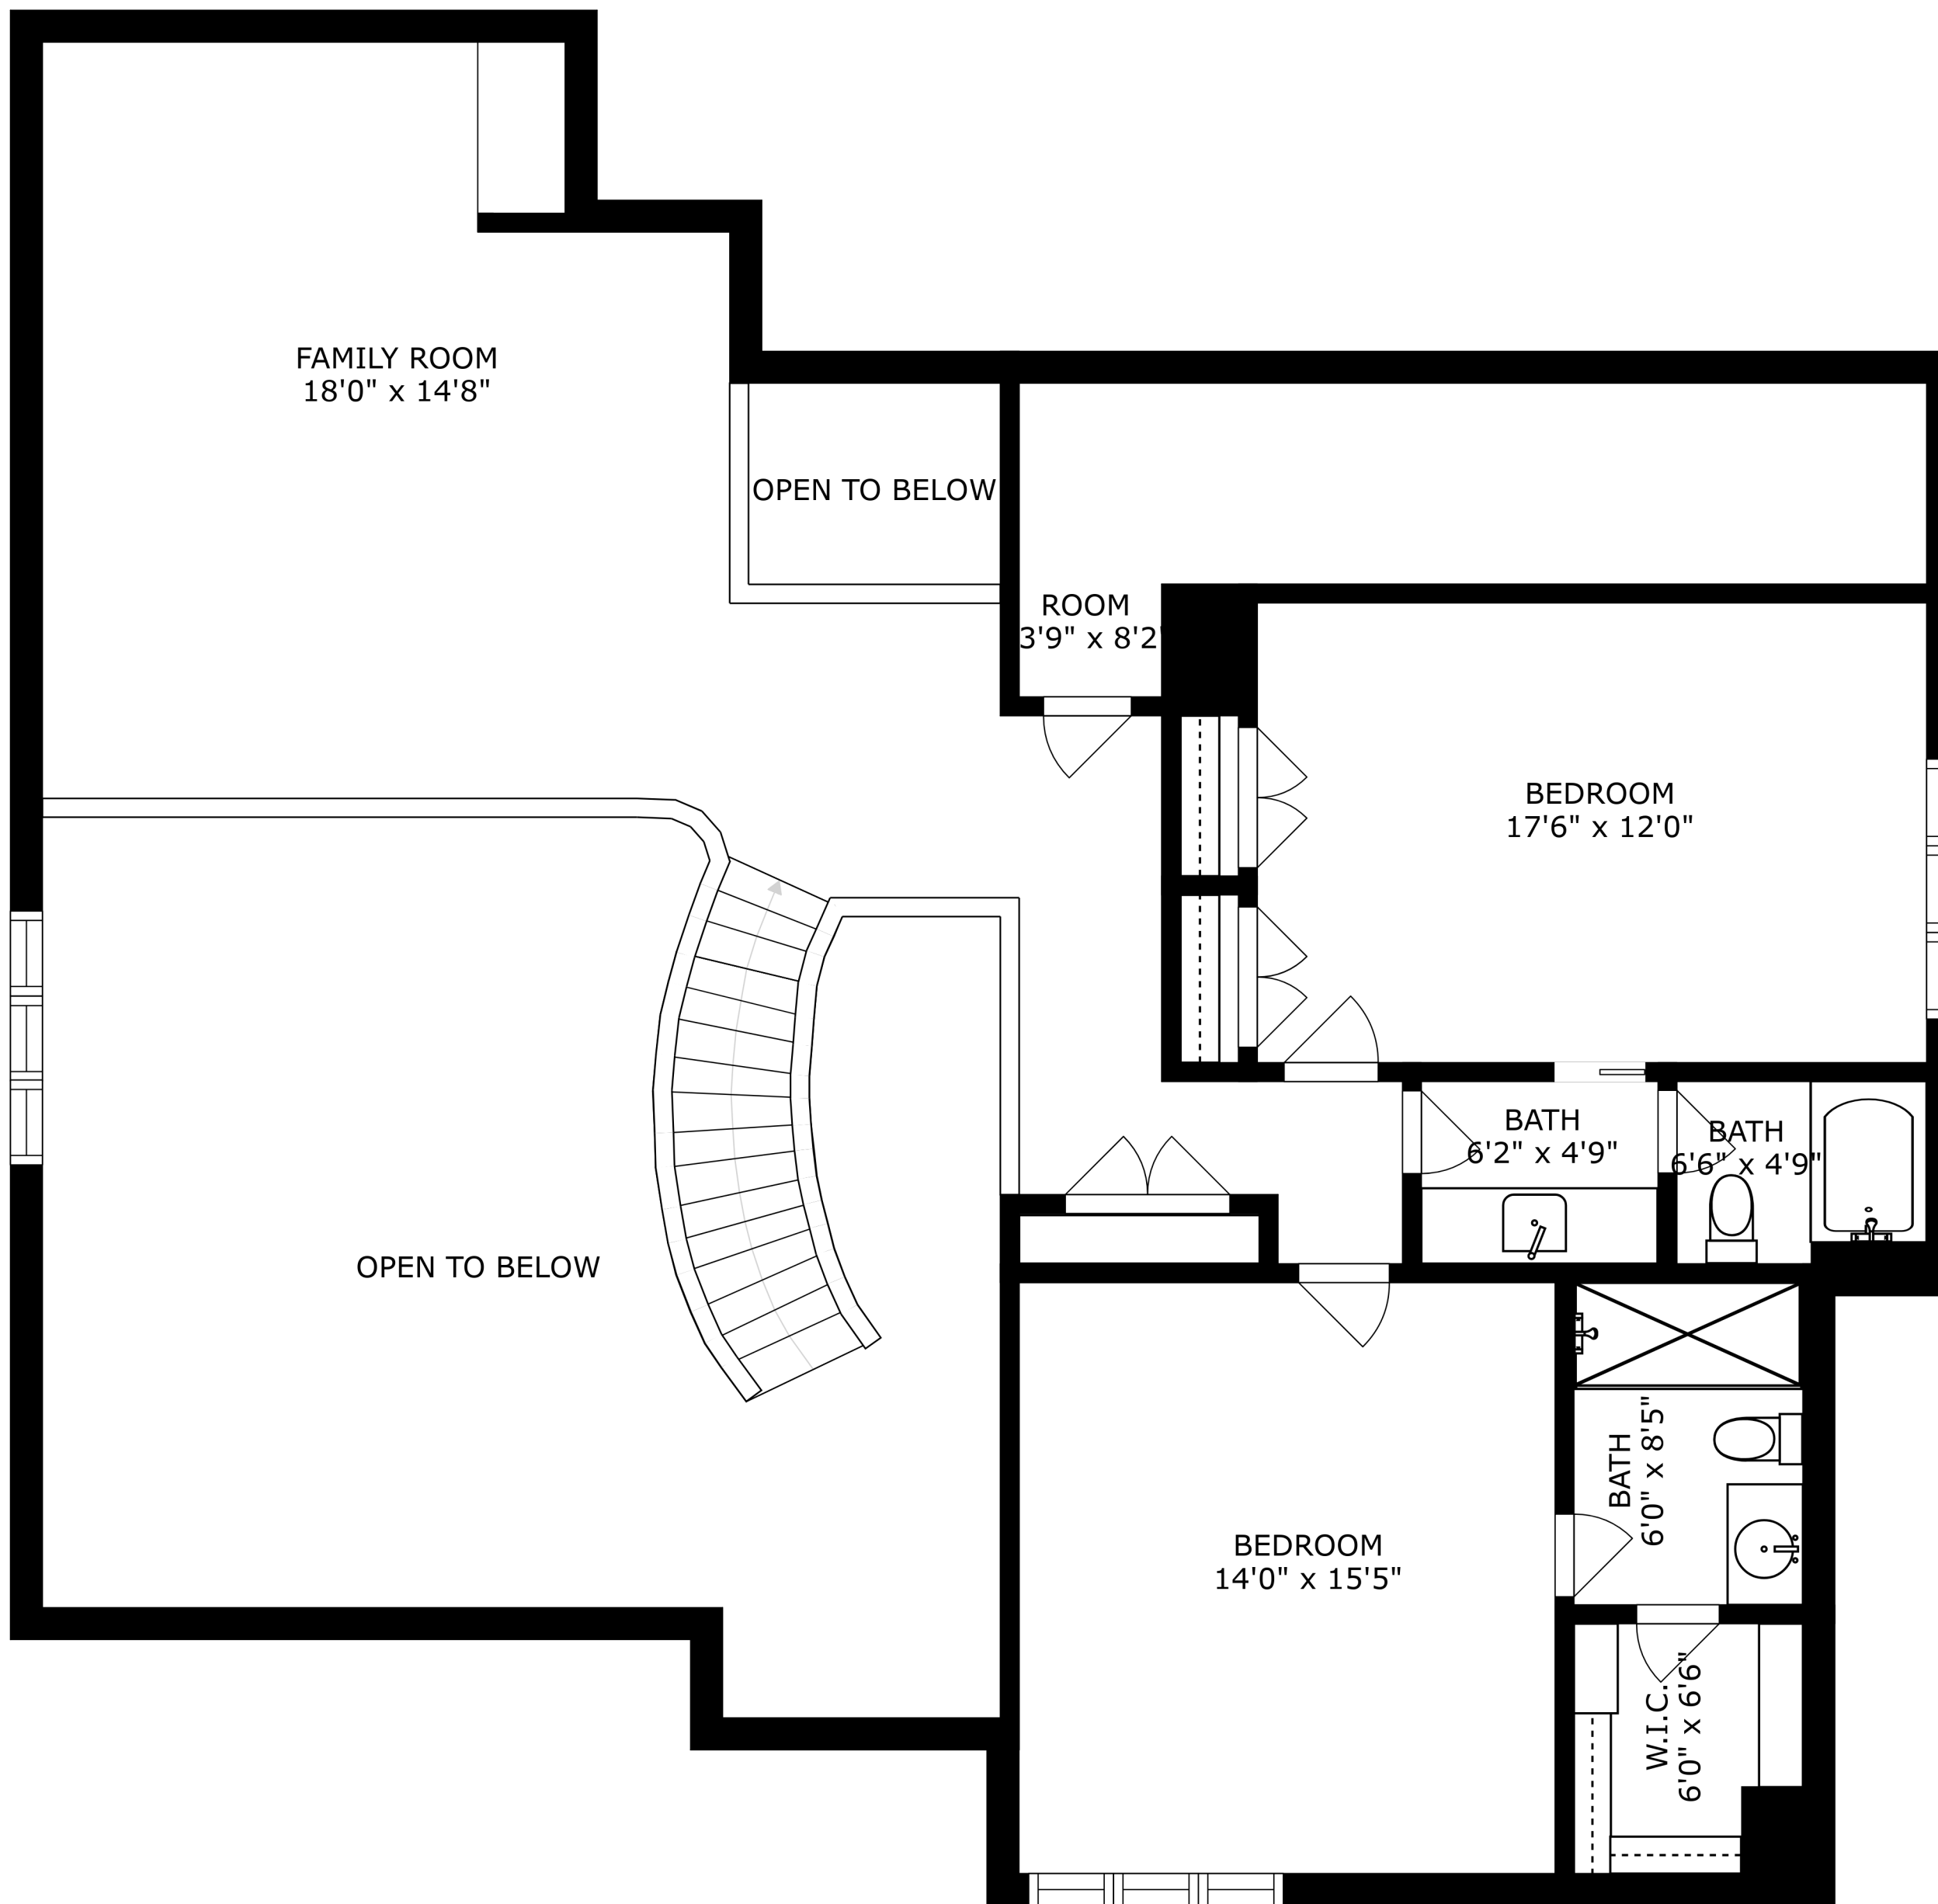 FAMILY ROOM
18'0" x 14'8"
OPEN TO BELOW
ROOM
3'9" x 8'2
BEDROOM
17'6" x 12'0"
BATH
6'2" x 4'9"
BATH
6'6" x 4'9"
OPEN TO BELOW
BATH
6'0" x 8'5"
BEDROOM
14'0" x 15'5"
W.I.C.
6'0" x 6'6"